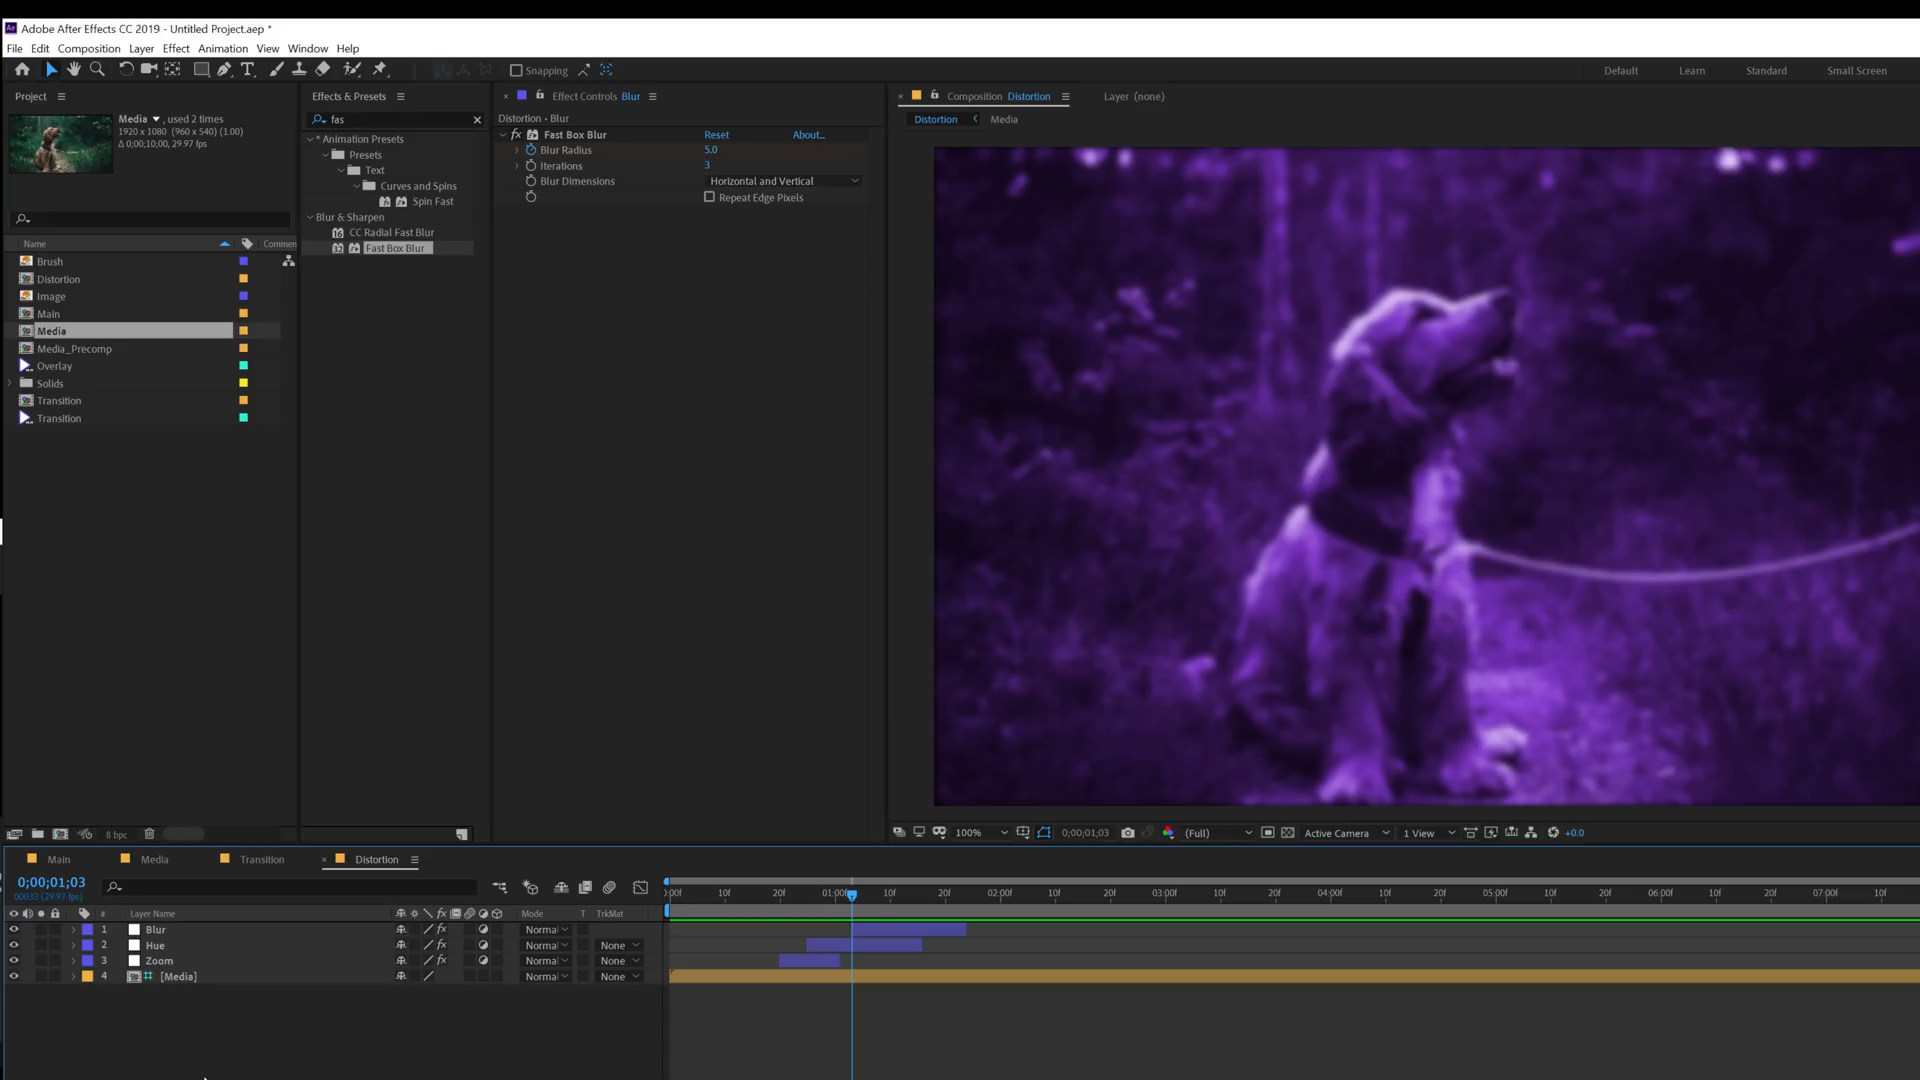 Ae Adobe After Effects CC 2019 - Untitled Project.aep *
File Edit Composition Layer Effect Animation View Window Help
Snapping Default Learn Standard Small Screen
Project
Media , used 2 times
1920 x 1080 (960 x 540) (1.00)
Δ 0;00;10;00, 29.97 fps
Name Commen
Brush
Distortion
Image
Main
Media
Media_Precomp
Overlay
Solids
Transition
Transition
8 bpc
Effects & Presets
fas
* Animation Presets
Presets
Text
Curves and Spins
Spin Fast
Blur & Sharpen
CC Radial Fast Blur
Fast Box Blur
Effect Controls Blur
Distortion • Blur
fx Fast Box Blur Reset About...
Blur Radius 5.0
Iterations 3
Blur Dimensions Horizontal and Vertical
Repeat Edge Pixels
Composition Distortion Layer (none)
Distortion Media
100% 0;00;01;03 (Full) Active Camera 1 View +0.0
Main Media Transition Distortion
0;00;01;03
00033 (29.97 fps)
:00f 10f 20f 01:00f 10f 20f 02:00f 10f 20f 03:00f 10f 20f 04:00f 10f 20f 05:00f 10f 20f 06:00f 10f 20f 07:00f 10f
# Layer Name fx Mode T TrkMat
1 Blur fx Normal
2 Hue fx Normal None
3 Zoom fx Normal None
4 [Media] Normal None